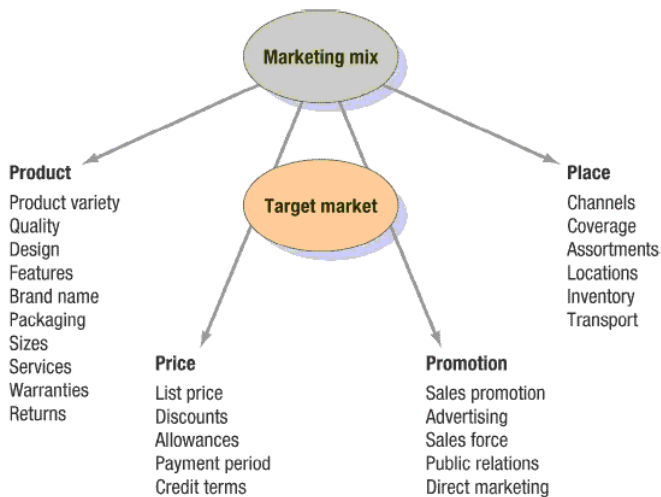 Marketing mix
Target market
Product
Product variety
Quality
Design
Features
Brand name
Packaging
Sizes
Services
Warranties
Returns
Price
List price
Discounts
Allowances
Payment period
Credit terms
Promotion
Sales promotion
Advertising
Sales force
Public relations
Direct marketing
Place
Channels
Coverage
Assortments
Locations
Inventory
Transport